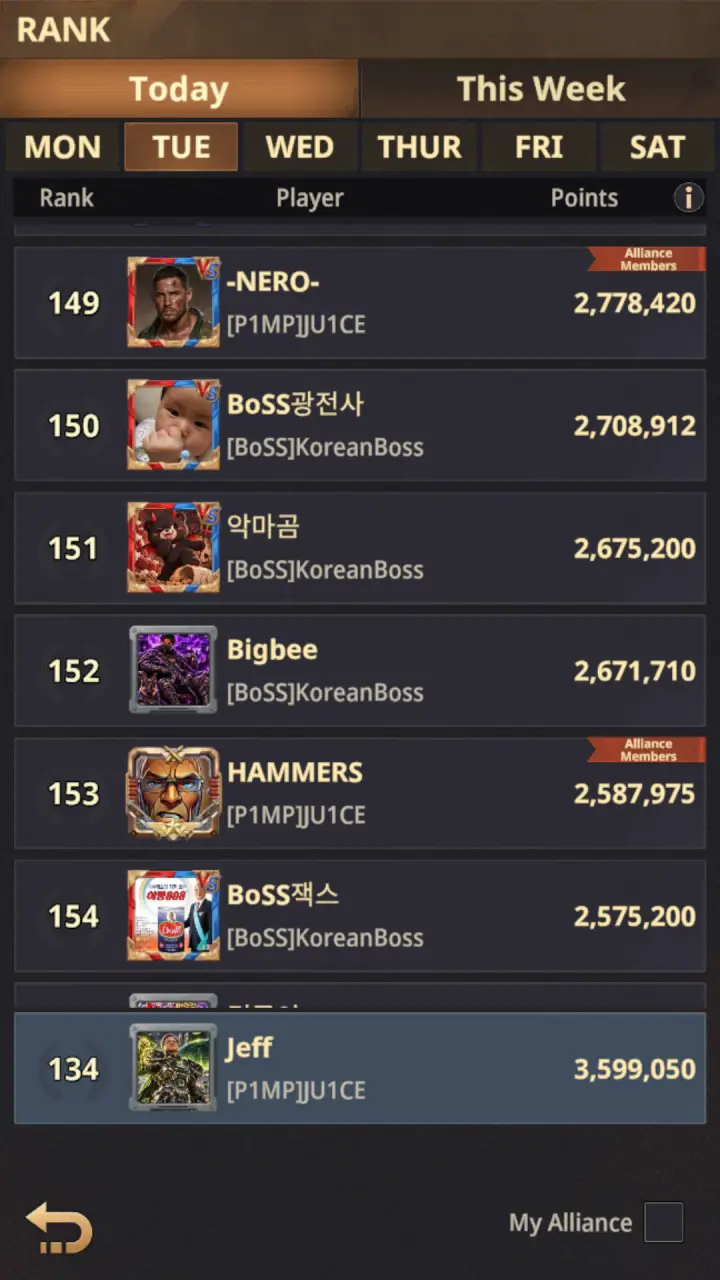 RANK
Today
This Week
MON
TUE
WED
THUR
FRI
SAT
Rank
Player
Points
Alliance
Members
149
-NERO-
[P1MP]JU1CE
2,778,420
150
BoSS광전사
[BoSS]KoreanBoss
2,708,912
151
악마곰
[BoSS]KoreanBoss
2,675,200
152
Bigbee
[BoSS]KoreanBoss
2,671,710
Alliance
Members
153
HAMMERS
[P1MP]JU1CE
2,587,975
154
BoSS잭스
[BoSS]KoreanBoss
2,575,200
134
Jeff
[P1MP]JU1CE
3,599,050
My Alliance